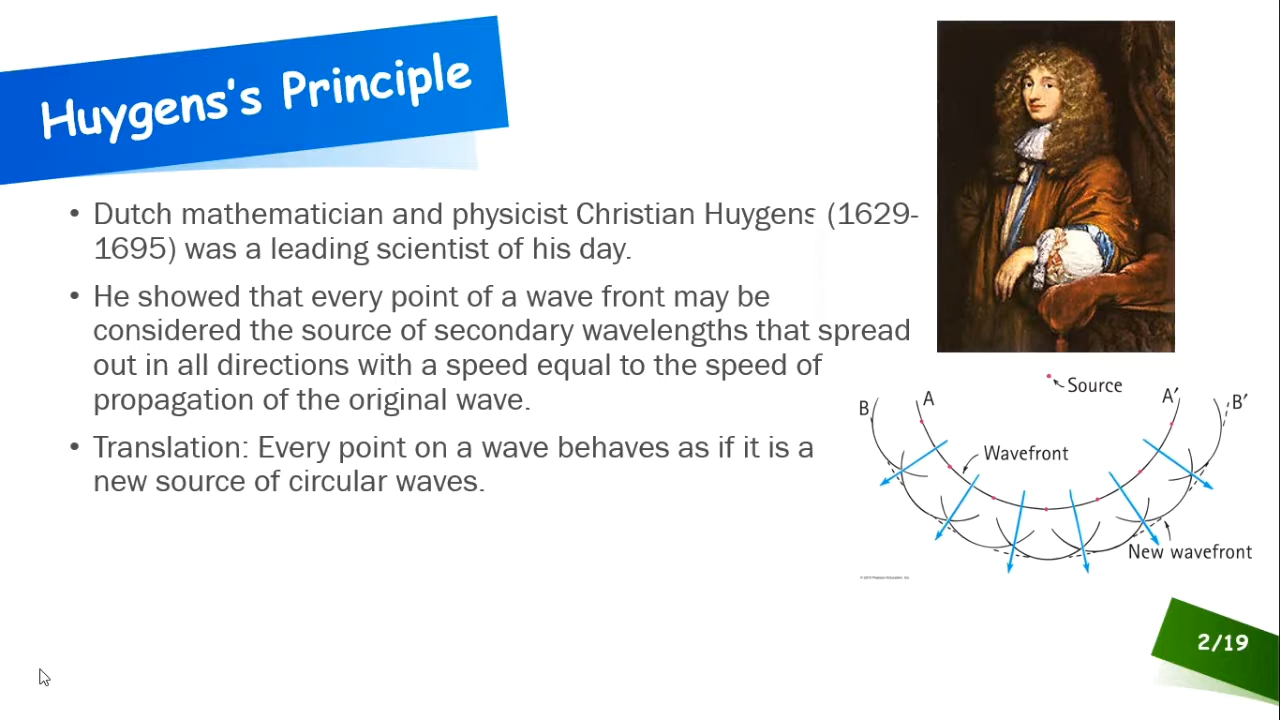 Huygens's Principle
• Dutch mathematician and physicist Christian Huygens (1629-
1695) was a leading scientist of his day.
• He showed that every point of a wave front may be
considered the source of secondary wavelengths that spread
out in all directions with a speed equal to the speed of
propagation of the original wave.
• Translation: Every point on a wave behaves as if it is a
new source of circular waves.
Source
B
A
A′
B′
Wavefront
New wavefront
2/19